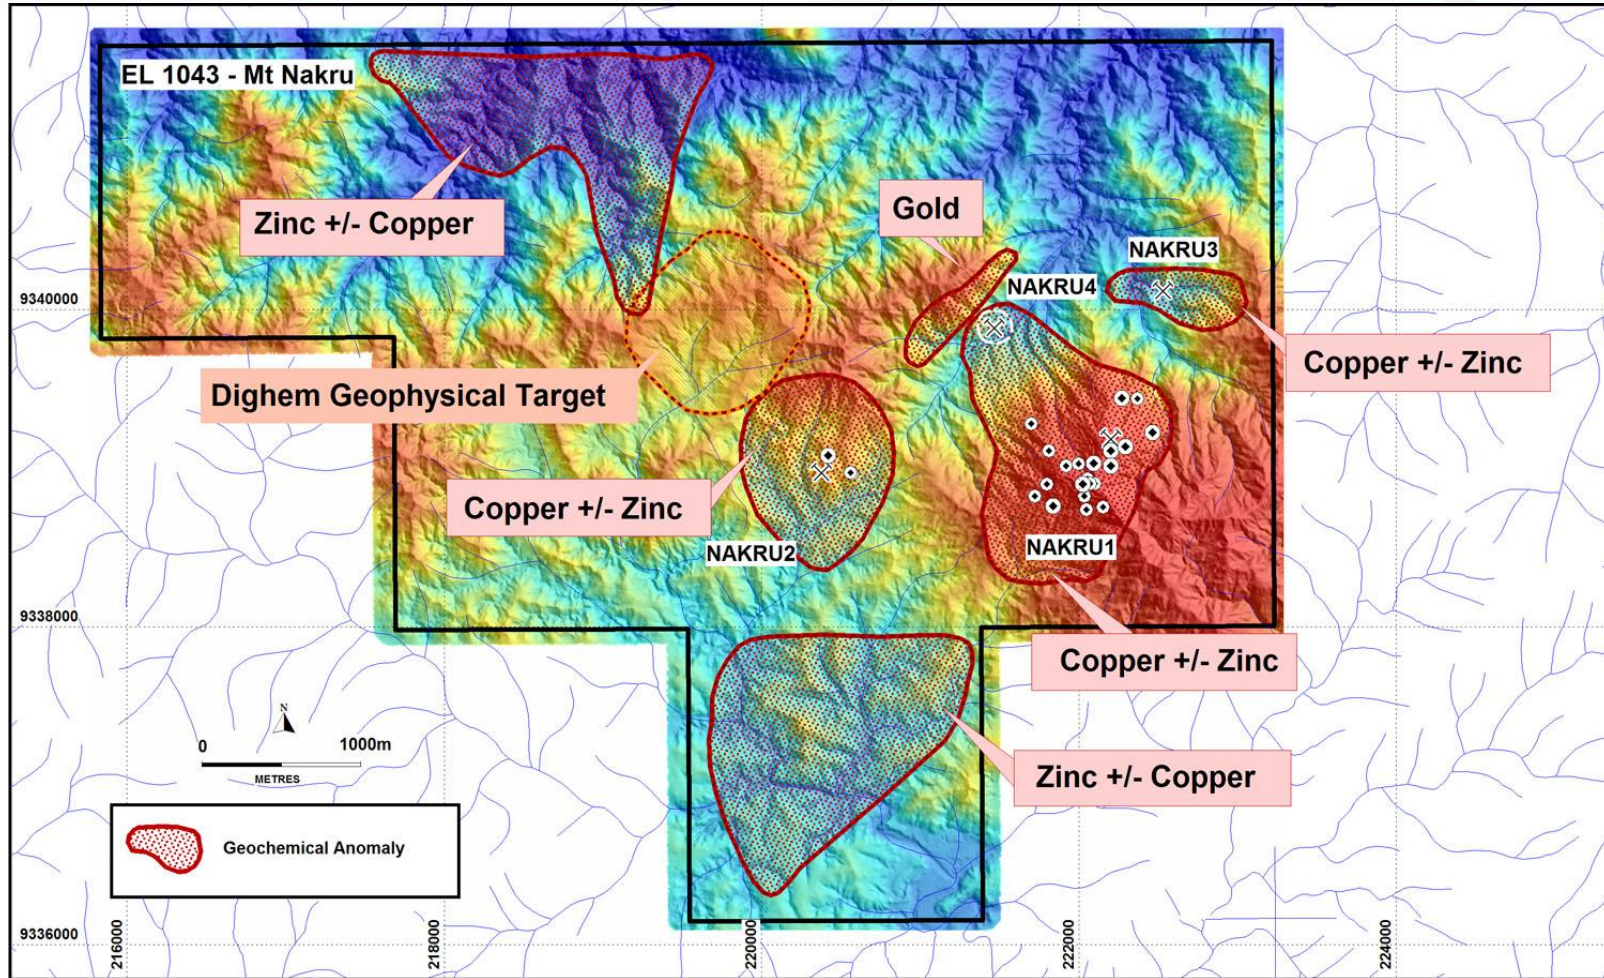 EL 1043 - Mt Nakru
Zinc +/- Copper
Gold
NAKRU3
NAKRU4
9340000
Copper +/- Zinc
Dighem Geophysical Target
Copper +/- Zinc
NAKRU2
NAKRU1
9338000
Copper +/- Zinc
N
0 1000m
METRES
Zinc +/- Copper
Geochemical Anomaly
9336000
216000
218000
220000
222000
224000